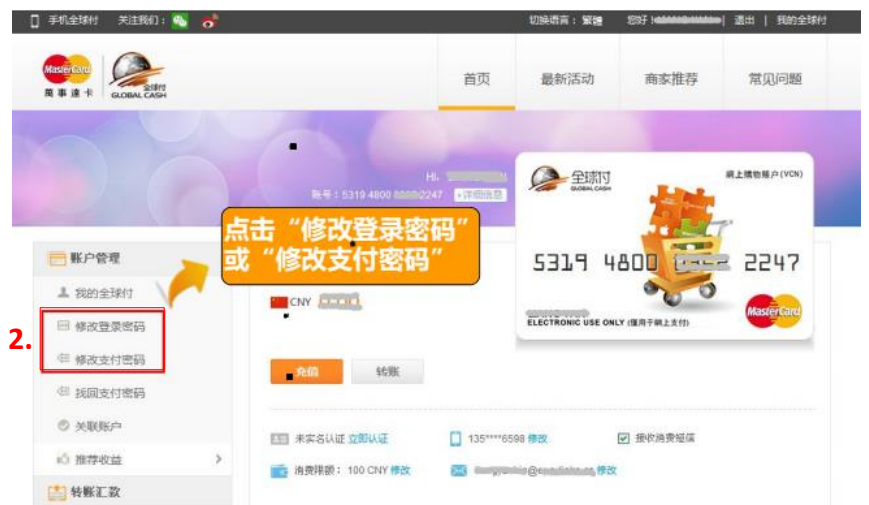 手机全球付 关注我们：
切换语言：繁體 您好！ | 退出 | 我的全球付
MasterCard
萬事達卡
全球付
GLOBAL CASH
首页 最新活动 商家推荐 常见问题
Hi,
账号：5319 4800 2247 详细信息
点击“修改登录密码”
或“修改支付密码”
全球付
GLOBAL CASH
網上購物賬户(VCN)
5319 4800 2247
ELECTRONIC USE ONLY (僅用于網上支付)
MasterCard
账户管理
我的全球付
2.
修改登录密码
修改支付密码
找回支付密码
关联账户
推荐收益
转账汇款
CNY
充值 转账
未实名认证 立即认证
135****6598 修改
接收消费短信
消费限额： 100 CNY 修改
@ 修改